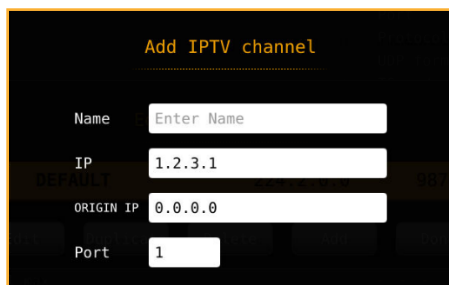 Add IPTV channel
Name Enter Name
IP 1.2.3.1
DEFAULT 987
ORIGIN IP 0.0.0.0
Port 1